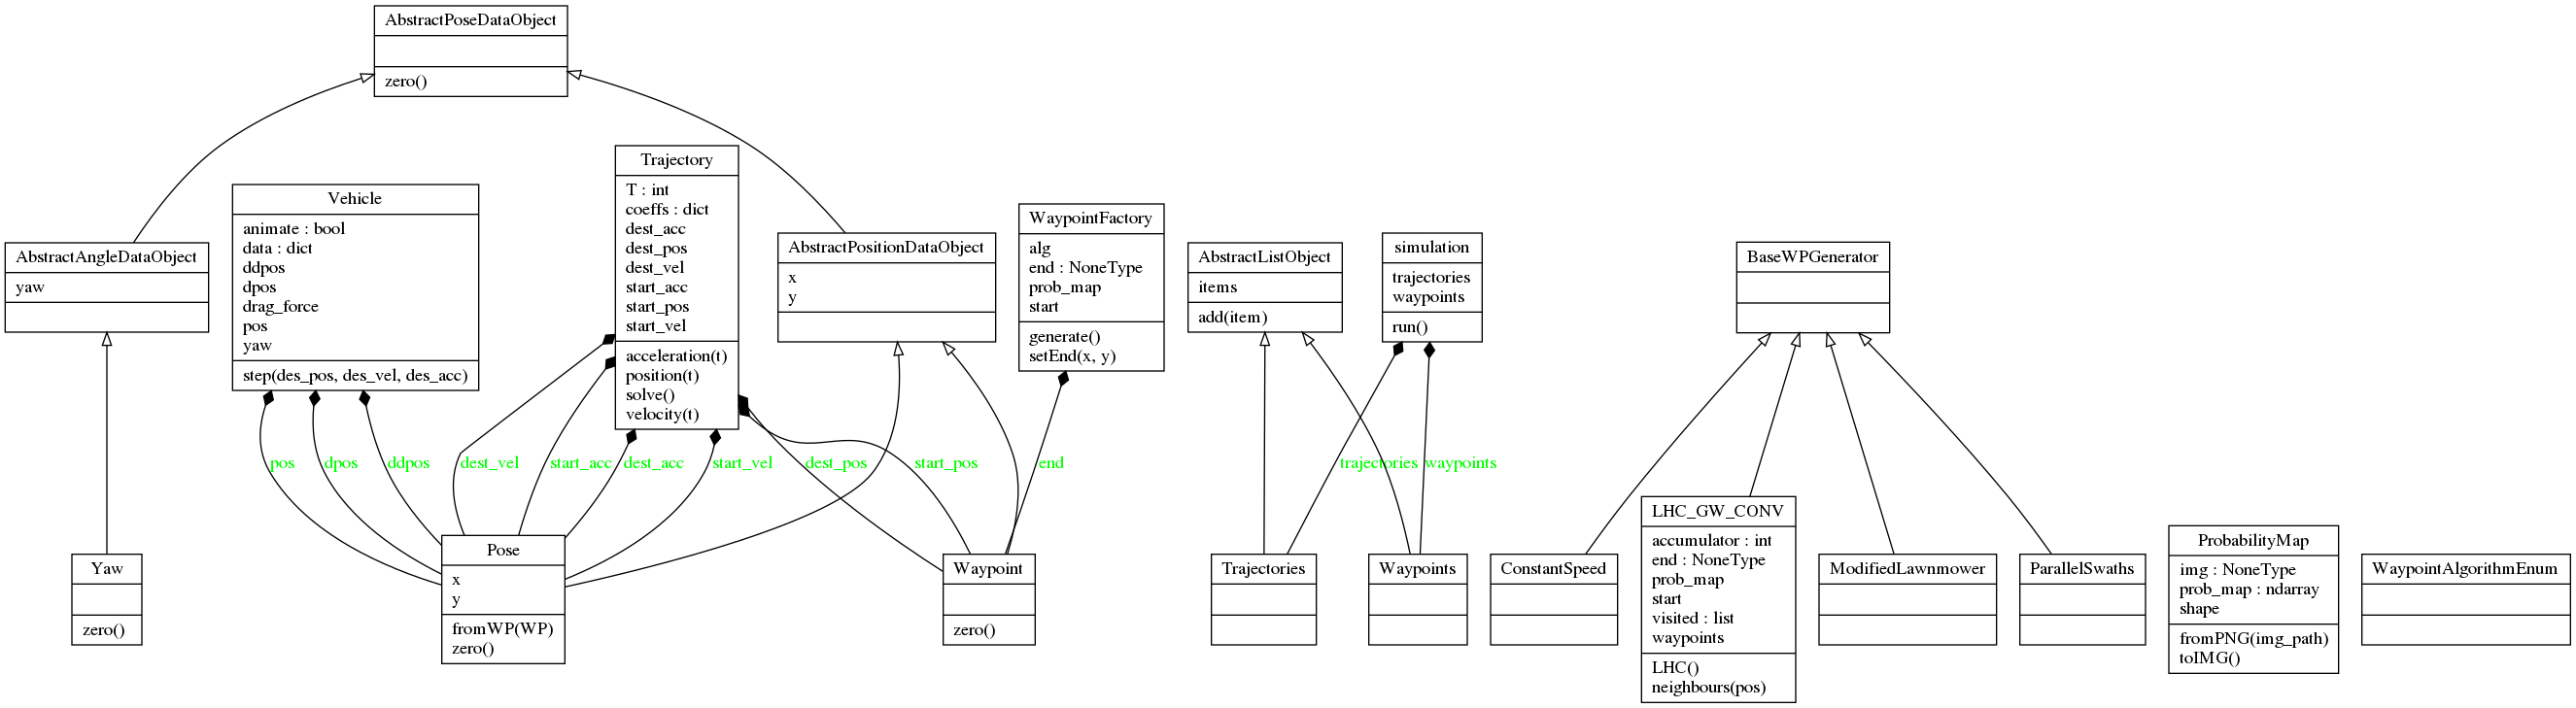 AbstractPoseDataObject
zero()
AbstractAngleDataObject
yaw
Vehicle
animate : bool
data : dict
ddpos
dpos
drag_force
pos
yaw
step(des_pos, des_vel, des_acc)
Trajectory
T : int
coeffs : dict
dest_acc
dest_pos
dest_vel
start_acc
start_pos
start_vel
acceleration(t)
position(t)
solve()
velocity(t)
AbstractPositionDataObject
x
y
WaypointFactory
alg
end : NoneType
prob_map
start
generate()
setEnd(x, y)
AbstractListObject
items
add(item)
simulation
trajectories
waypoints
run()
BaseWPGenerator
pos
dpos
ddpos
dest_vel
start_acc
dest_acc
start_vel
dest_pos
start_pos
end
trajectories
waypoints
Yaw
zero()
Pose
x
y
fromWP(WP)
zero()
Waypoint
zero()
Trajectories
Waypoints
ConstantSpeed
LHC_GW_CONV
accumulator : int
end : NoneType
prob_map
start
visited : list
waypoints
LHC()
neighbours(pos)
ModifiedLawnmower
ParallelSwaths
ProbabilityMap
img : NoneType
prob_map : ndarray
shape
fromPNG(img_path)
toIMG()
WaypointAlgorithmEnum